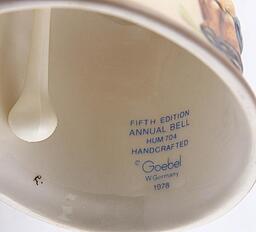 FIFTH EDITION
ANNUAL BELL
HUM 704
HANDCRAFTED
© Goebel
W. Germany
1978